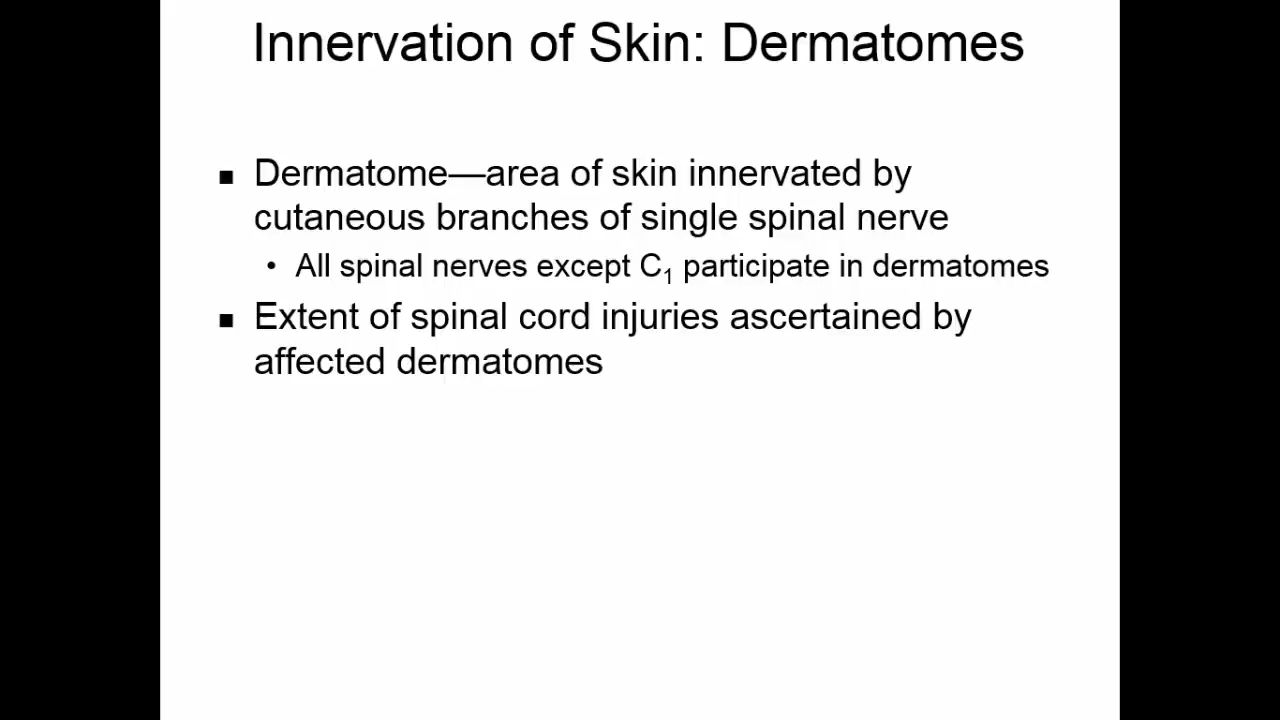 Innervation of Skin: Dermatomes
▪ Dermatome—area of skin innervated by
cutaneous branches of single spinal nerve
• All spinal nerves except C₁ participate in dermatomes
▪ Extent of spinal cord injuries ascertained by
affected dermatomes